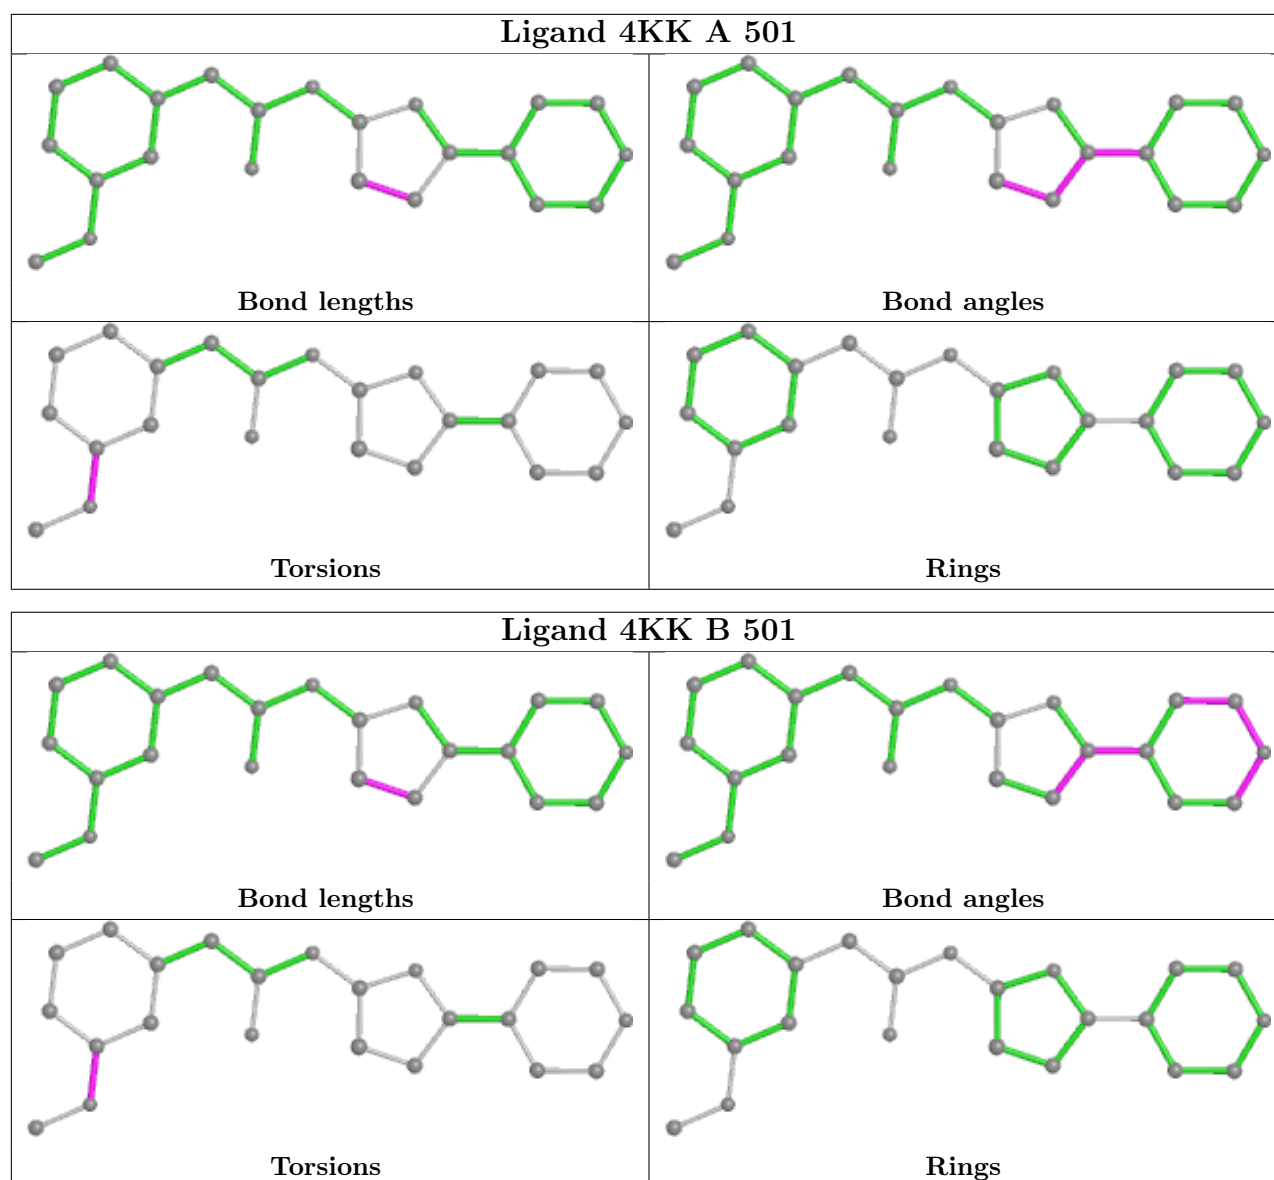 Ligand 4KK A 501
Bond lengths
Bond angles
Torsions
Rings
Ligand 4KK B 501
Bond lengths
Bond angles
Torsions
Rings